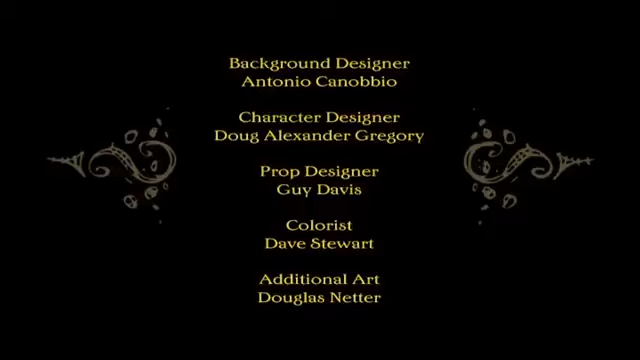 Background Designer
Antonio Canobbio
Character Designer
Doug Alexander Gregory
Prop Designer
Guy Davis
Colorist
Dave Stewart
Additional Art
Douglas Netter